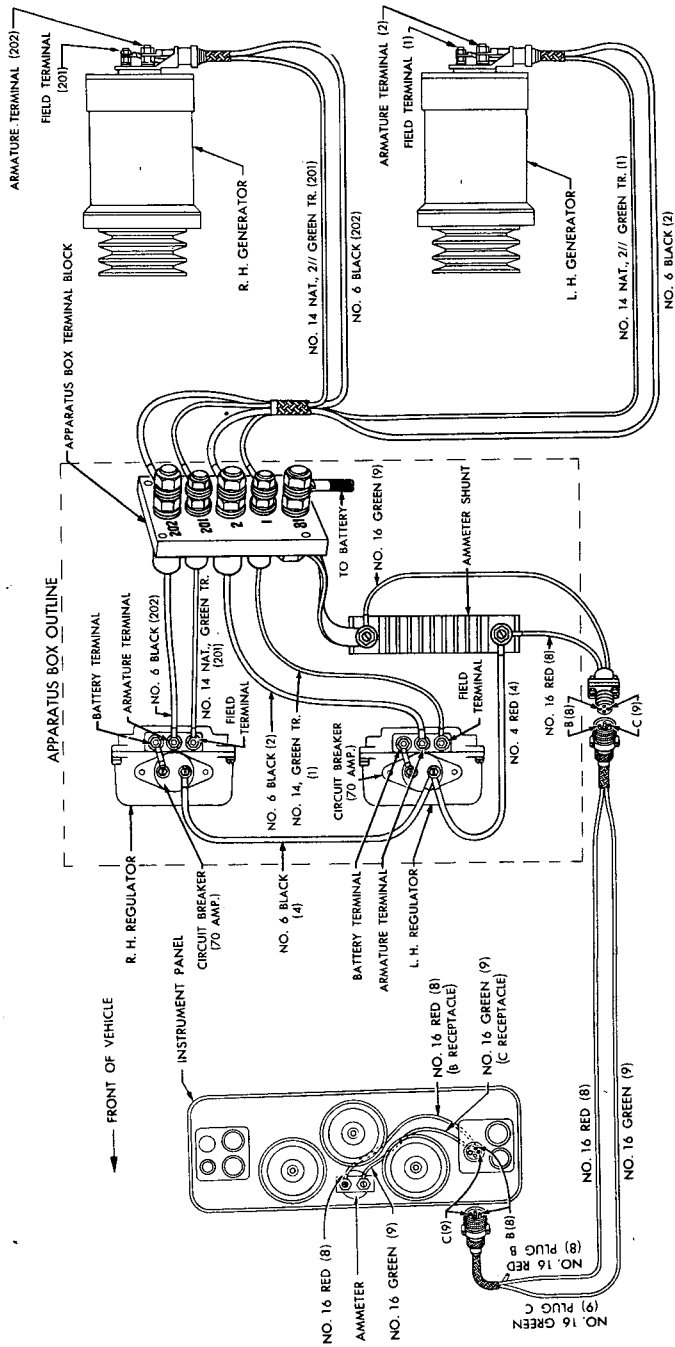 ARMATURE TERMINAL (202)
FIELD TERMINAL
(201)
R. H. GENERATOR
NO. 14 NAT., 2// GREEN TR. (201)
NO. 6 BLACK (202)
ARMATURE TERMINAL (2)
FIELD TERMINAL (1)
L. H. GENERATOR
NO. 14 NAT., 2// GREEN TR. (1)
NO. 6 BLACK (2)
APPARATUS BOX TERMINAL BLOCK
APPARATUS BOX OUTLINE
202
201
2
1
81
TO BATTERY
NO. 16 GREEN (9)
AMMETER SHUNT
BATTERY TERMINAL
ARMATURE TERMINAL
NO. 6 BLACK (202)
NO. 14 NAT., GREEN TR.
(201)
FIELD
TERMINAL
NO. 6 BLACK (2)
NO. 14, GREEN TR.
(1)
CIRCUIT BREAKER
(70 AMP.)
FIELD
TERMINAL
NO. 4 RED (4)
NO. 16 RED (8)
B(8)
C(9)
R. H. REGULATOR
CIRCUIT BREAKER
(70 AMP.)
NO. 6 BLACK
(4)
BATTERY TERMINAL
ARMATURE TERMINAL
L. H. REGULATOR
FRONT OF VEHICLE
INSTRUMENT PANEL
NO. 16 RED (8)
(B RECEPTACLE)
NO. 16 GREEN (9)
(C RECEPTACLE)
NO. 16 RED (8)
AMMETER
NO. 16 GREEN (9)
C(9)
B(8)
NO. 16 RED (8)
NO. 16 GREEN (9)
NO. 16 RED
(8) PLUG B
NO. 16 GREEN
(9) PLUG C